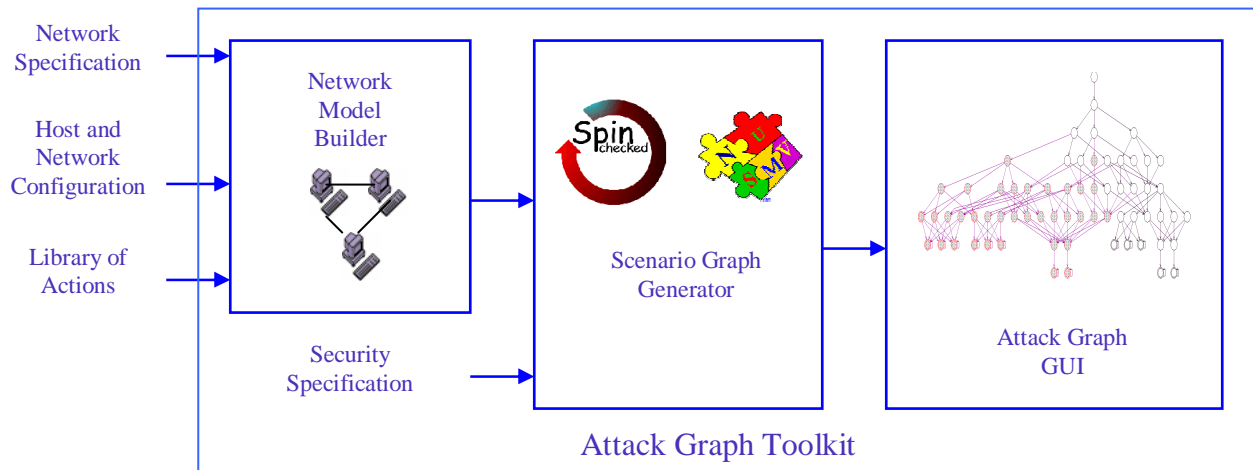 Network
Specification
Host and
Network
Configuration
Library of
Actions
Network
Model
Builder
Security
Specification
Spin
checked
N
U
S
M
V
Scenario Graph
Generator
Attack Graph
GUI
Attack Graph Toolkit